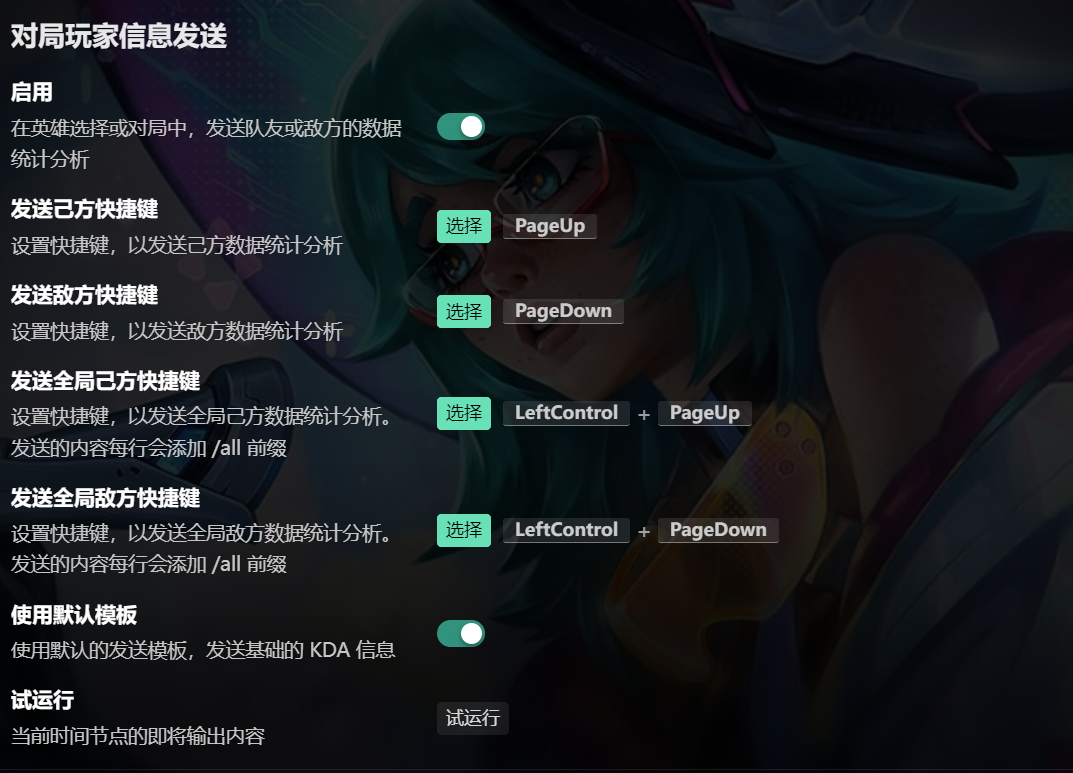 对局玩家信息发送
启用
在英雄选择或对局中，发送队友或敌方的数据
统计分析
发送己方快捷键
设置快捷键，以发送己方数据统计分析
选择 PageUp
发送敌方快捷键
设置快捷键，以发送敌方数据统计分析
选择 PageDown
发送全局己方快捷键
设置快捷键，以发送全局己方数据统计分析。
发送的内容每行会添加 /all 前缀
选择 LeftControl + PageUp
发送全局敌方快捷键
设置快捷键，以发送全局敌方数据统计分析。
发送的内容每行会添加 /all 前缀
选择 LeftControl + PageDown
使用默认模板
使用默认的发送模板，发送基础的 KDA 信息
试运行
当前时间节点的即将输出内容
试运行